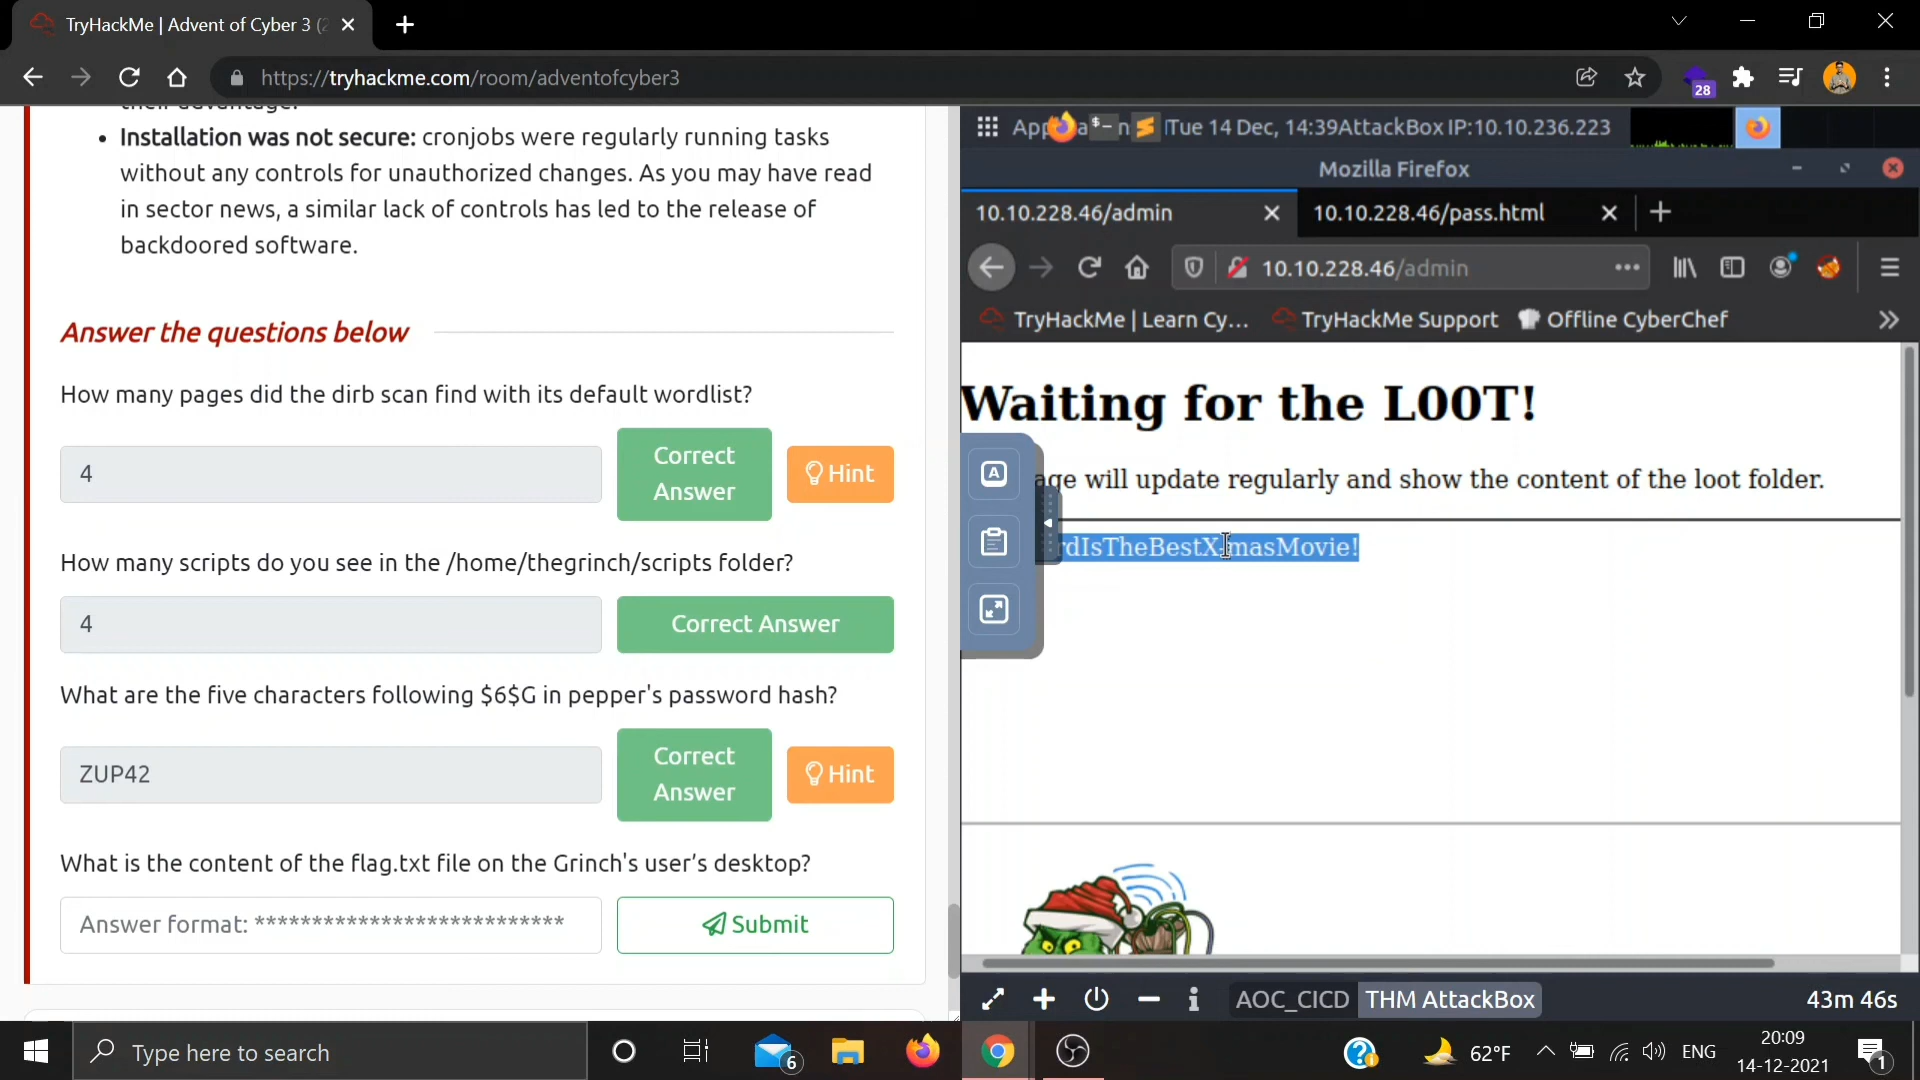 TryHackMe | Advent of Cyber 3 (2
https://tryhackme.com/room/adventofcyber3
28
their advantage.
Installation was not secure: cronjobs were regularly running tasks
without any controls for unauthorized changes. As you may have read
in sector news, a similar lack of controls has led to the release of
backdoored software.
Answer the questions below
How many pages did the dirb scan find with its default wordlist?
4
Correct
Answer
Hint
How many scripts do you see in the /home/thegrinch/scripts folder?
4
Correct Answer
What are the five characters following $6$G in pepper's password hash?
ZUP42
Correct
Answer
Hint
What is the content of the flag.txt file on the Grinch's user’s desktop?
Answer format: ***************************
Submit
Tue 14 Dec, 14:39
AttackBox IP:10.10.236.223
Mozilla Firefox
10.10.228.46/admin
10.10.228.46/pass.html
10.10.228.46/admin
TryHackMe | Learn Cy...
TryHackMe Support
Offline CyberChef
Waiting for the L00T!
age will update regularly and show the content of the loot folder.
rdIsTheBestX-masMovie!
AOC_CICD
THM AttackBox
43m 46s
Type here to search
6
62°F
ENG
20:09
14-12-2021
1